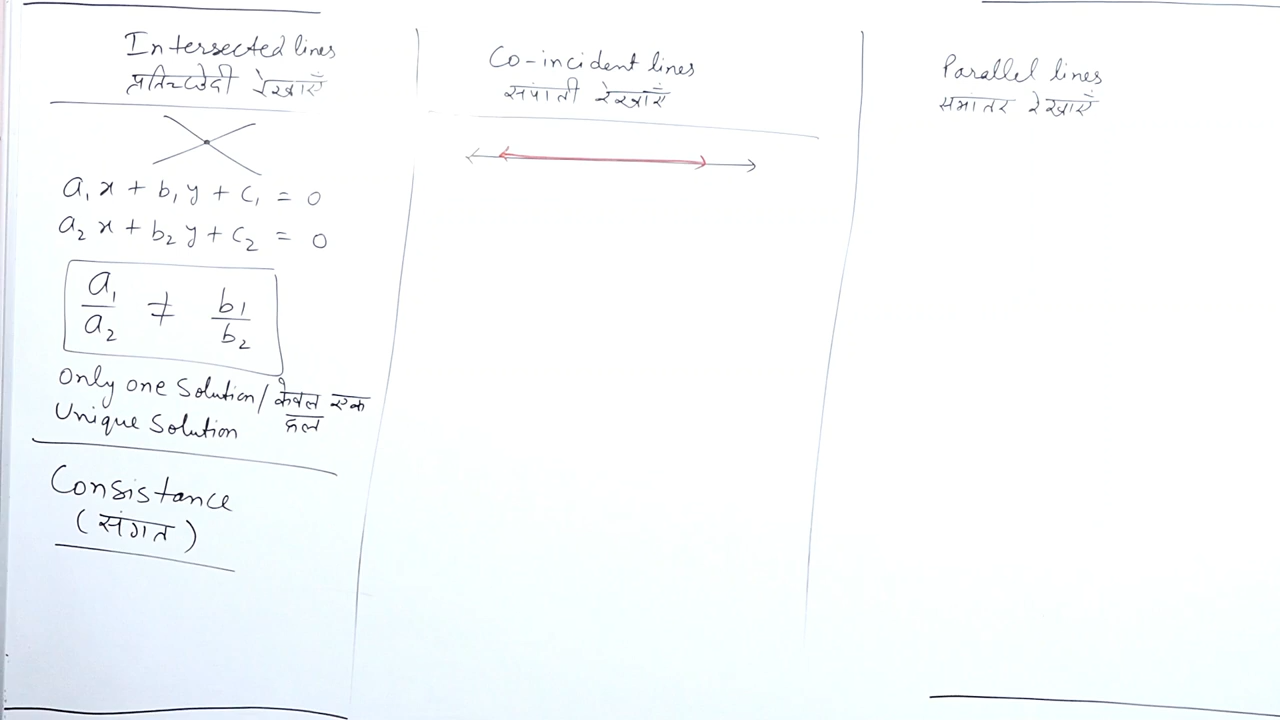 Intersected lines
प्रतिच्छेदी रेखाएँ
a₁x + b₁y + c₁ = 0
a₂x + b₂y + c₂ = 0
a₁/a₂ ≠ b₁/b₂
Only one Solution/ केवल एक
Unique Solution हल
Consistance
(संगत)
Co-incident lines
संपाती रेखाएँ
Parallel lines
समांतर रेखाएँ